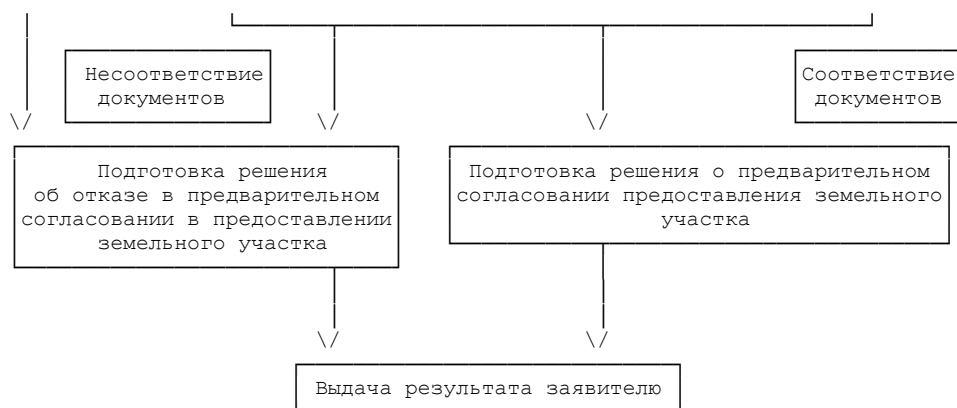 Несоответствие
документов
Соответствие
документов
Подготовка решения
об отказе в предварительном
согласовании в предоставлении
земельного участка
Подготовка решения о предварительном
согласовании предоставления земельного
участка
Выдача результата заявителю